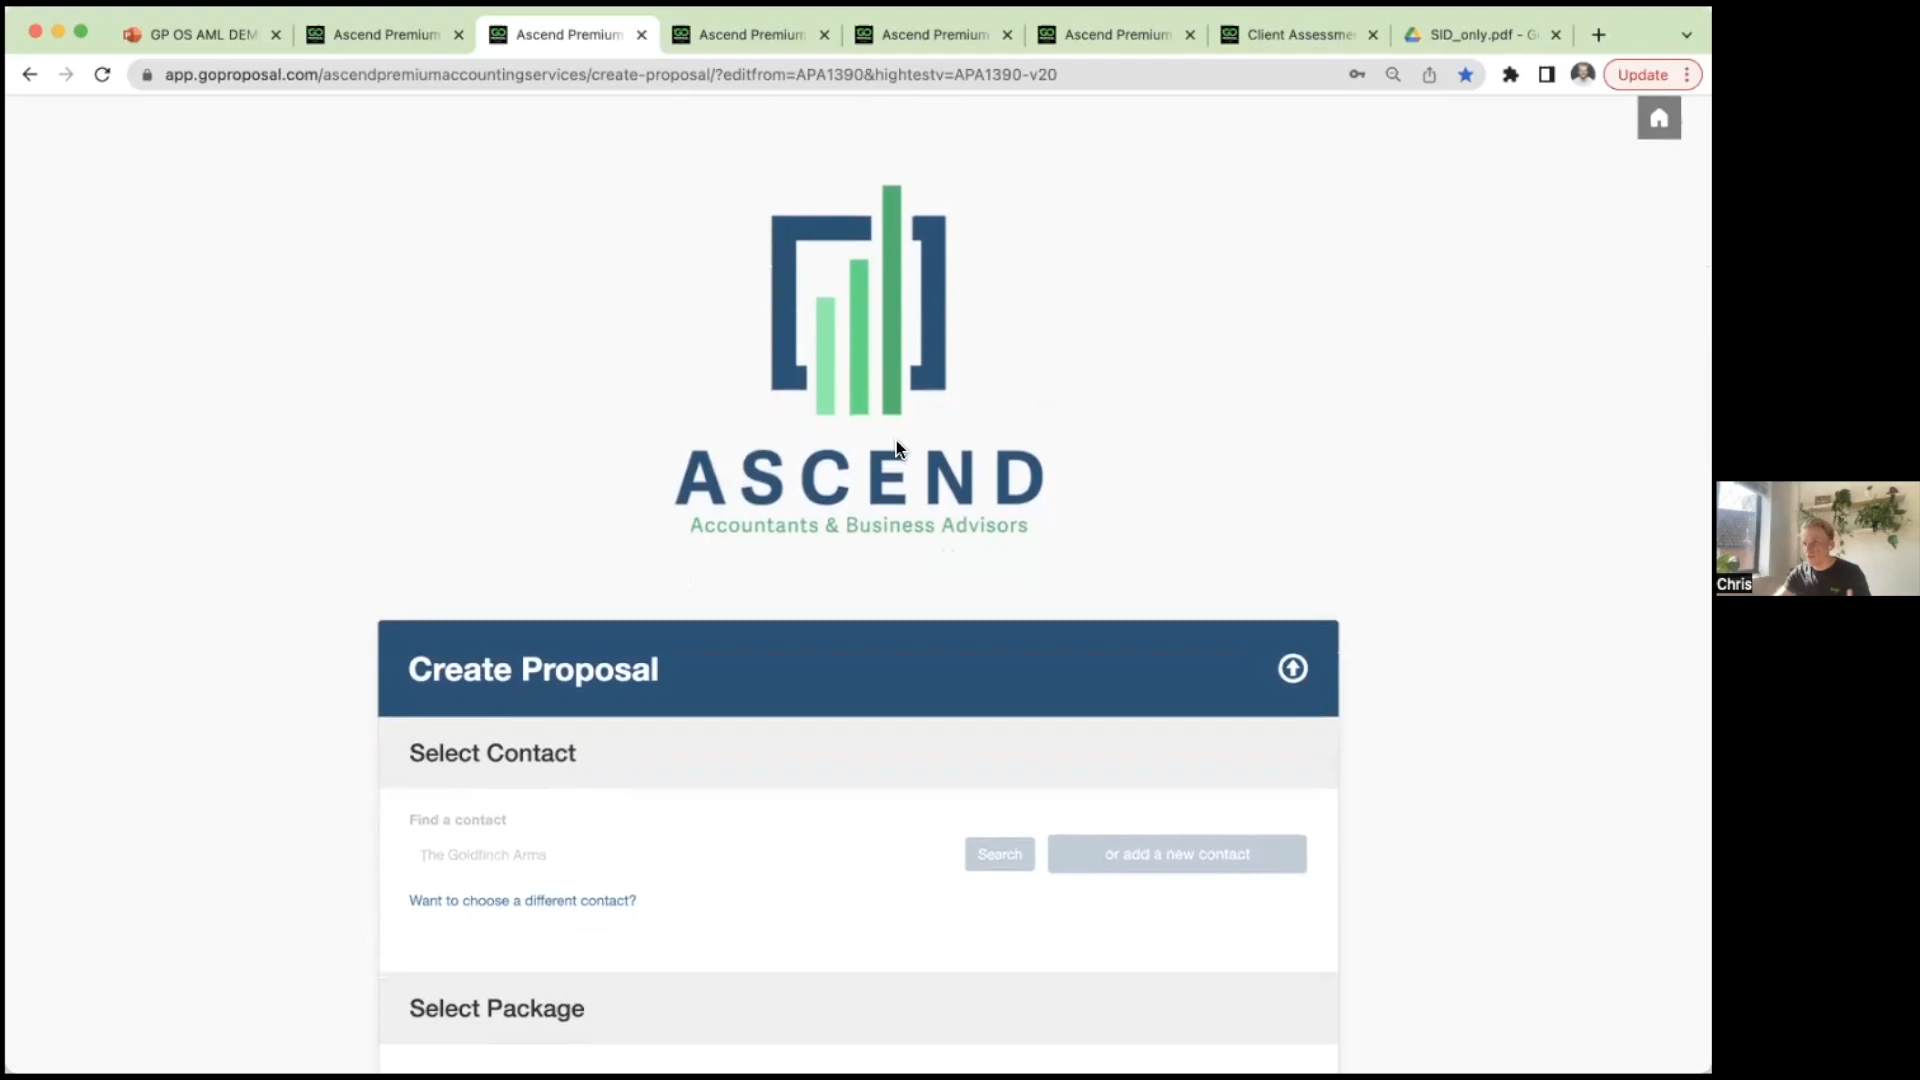 GP OS AML DEM
Ascend Premium
Ascend Premium
Ascend Premium
Ascend Premium
Ascend Premium
Client Assessme
SID_only.pdf - G
app.goproposal.com/ascendpremiumaccountingservices/create-proposal/?editfrom=APA1390&hightestv=APA1390-v20
Update
ASCEND
Accountants & Business Advisors
Create Proposal
Select Contact
Find a contact
The Goldfinch Arms
Search
or add a new contact
Want to choose a different contact?
Select Package
Chris